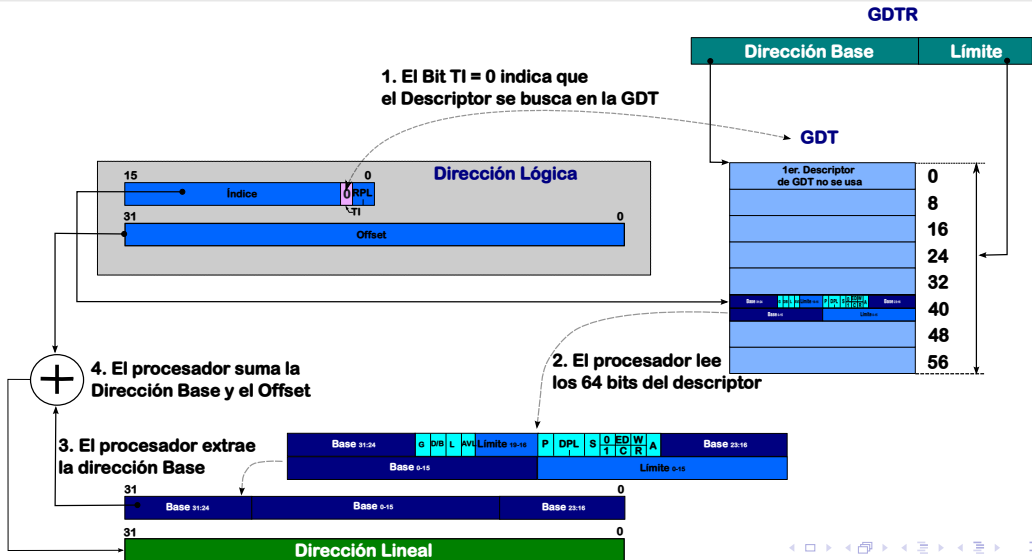 GDTR
Dirección Base Límite
1. El Bit TI = 0 indica que
el Descriptor se busca en la GDT
GDT
Dirección Lógica
15 0
Índice 0 RPL
TI
31 0
Offset
1er. Descriptor
de GDT no se usa
0
8
16
24
32
40
48
56
4. El procesador suma la
Dirección Base y el Offset
2. El procesador lee
los 64 bits del descriptor
3. El procesador extrae
la dirección Base
Base 31:24 G D/B L AVL Límite 19-16 P DPL S 0 ED W A Base 23:16
1 C R
Base 0-15 Límite 0-15
31 0
Base 31:24 Base 0-15 Base 23:16
31 0
Dirección Lineal